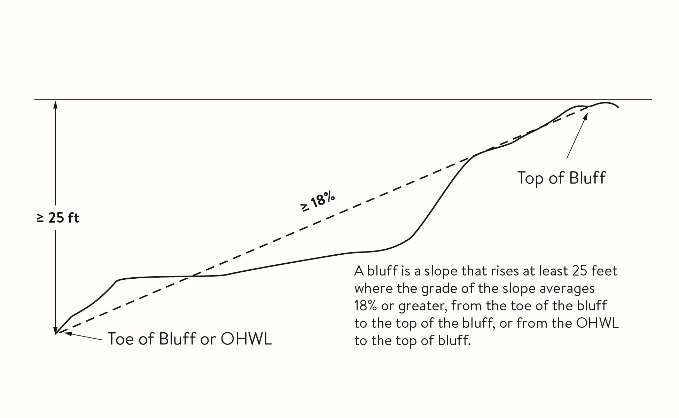 Top of Bluff
≥ 18%
≥ 25 ft
A bluff is a slope that rises at least 25 feet
where the grade of the slope averages
18% or greater, from the toe of the bluff
to the top of the bluff, or from the OHWL
to the top of bluff.
Toe of Bluff or OHWL